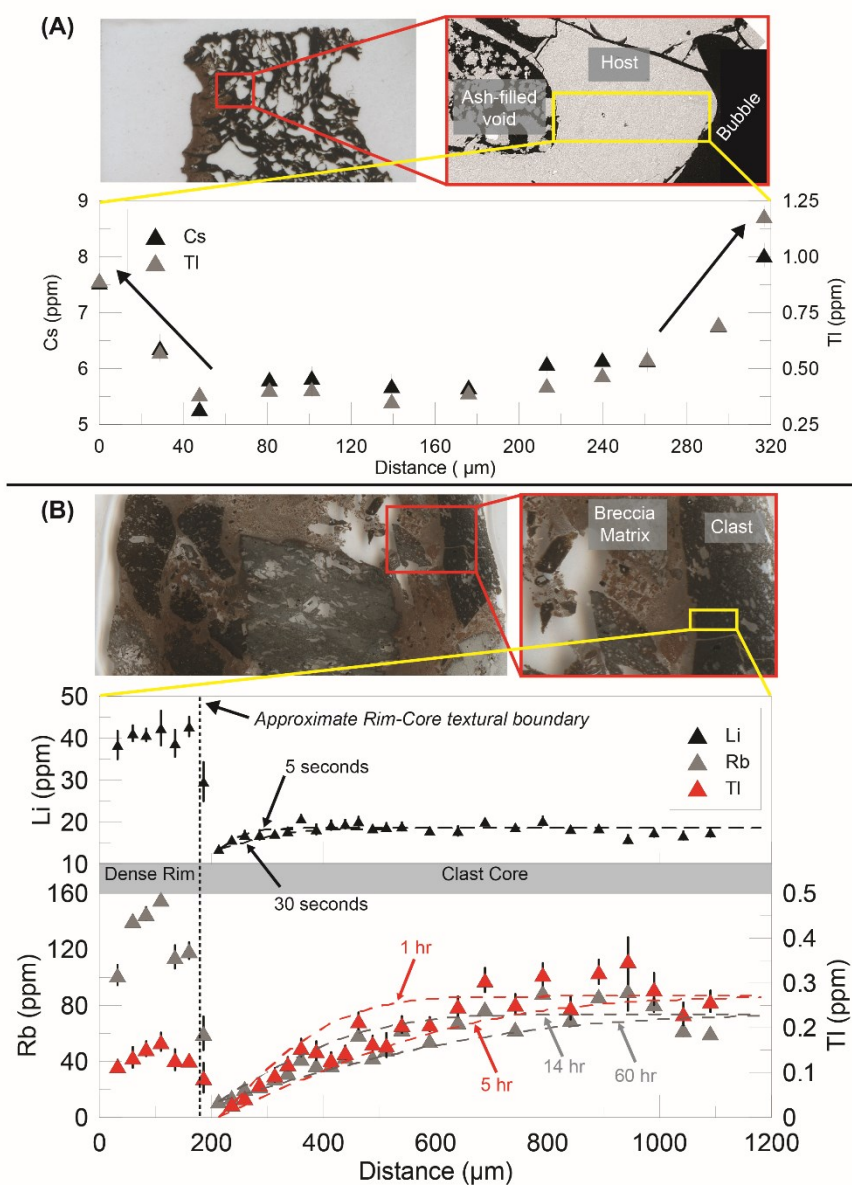 (A)
Host
Ash-filled
void
Bubble
9
8
7
6
5
Cs (ppm)
Cs
Tl
1.25
1.00
0.75
0.50
0.25
Tl (ppm)
0 40 80 120 160 200 240 280 320
Distance ( µm)
(B)
Breccia
Matrix
Clast
50
40
30
20
10
Li (ppm)
Approximate Rim-Core textural boundary
5 seconds
30 seconds
Li
Rb
Tl
Dense Rim
Clast Core
160
120
80
40
0
Rb (ppm)
1 hr
5 hr
14 hr
60 hr
0.5
0.4
0.3
0.2
0.1
0
Tl (ppm)
0 200 400 600 800 1000 1200
Distance (µm)